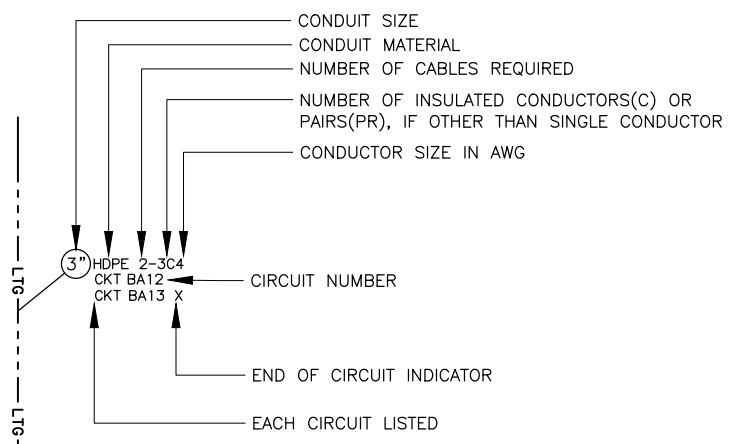 CONDUIT SIZE
CONDUIT MATERIAL
NUMBER OF CABLES REQUIRED
NUMBER OF INSULATED CONDUCTORS(C) OR
PAIRS(PR), IF OTHER THAN SINGLE CONDUCTOR
CONDUCTOR SIZE IN AWG
3" HDPE 2-3C4
CKT BA12
CIRCUIT NUMBER
CKT BA13 X
LTG
END OF CIRCUIT INDICATOR
EACH CIRCUIT LISTED
LTG